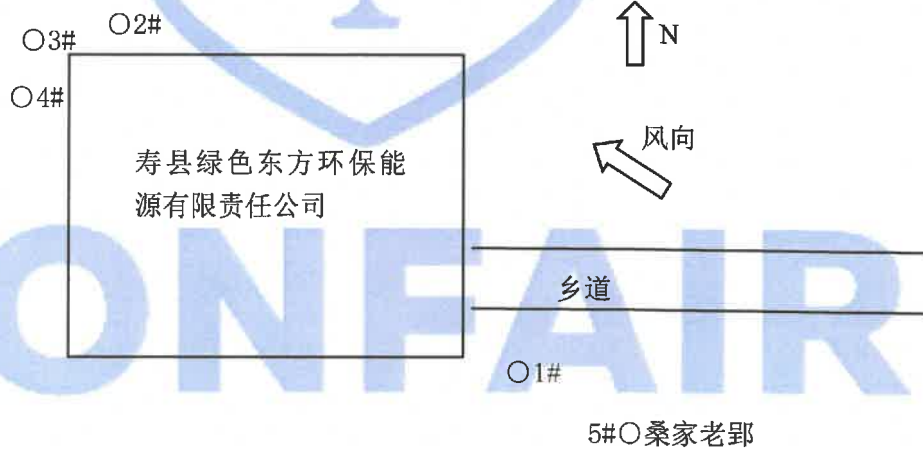 ○2#
○3#
N
○4#
风向
寿县绿色东方环保能
源有限责任公司
乡道
ONFAIR
○1#
5#○桑家老郢